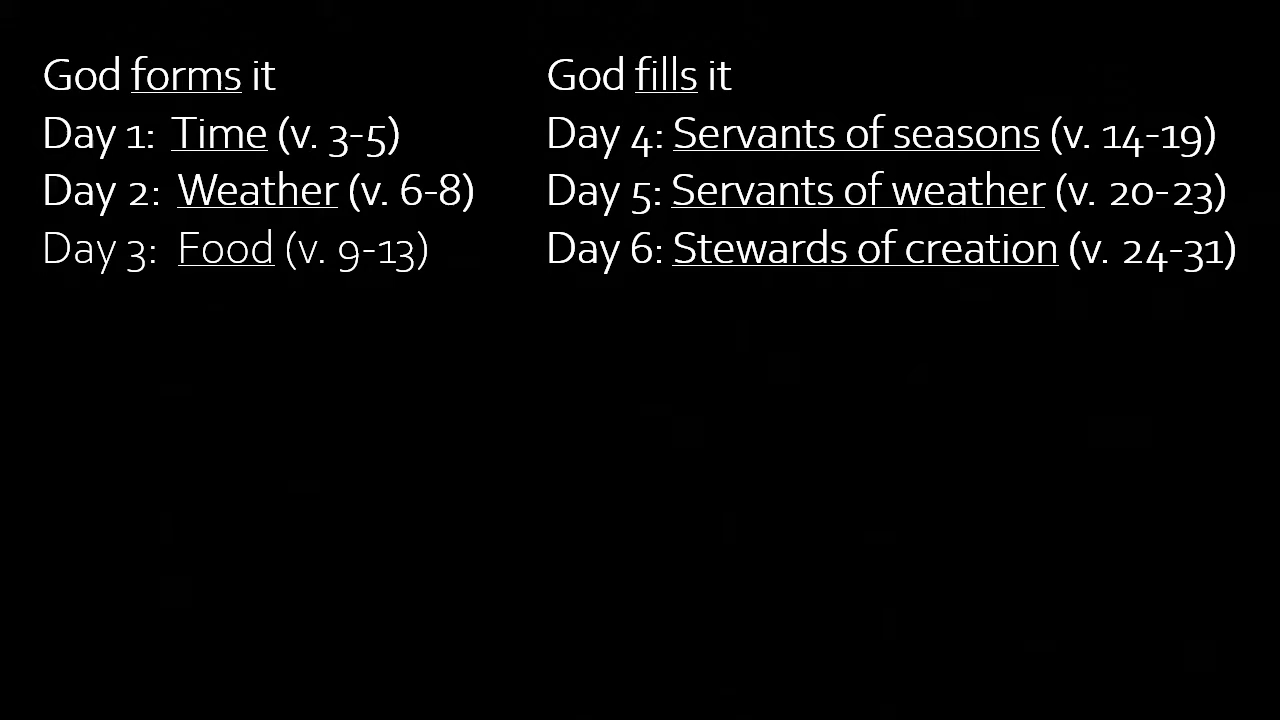 God forms it
Day 1: Time (v. 3-5)
Day 2: Weather (v. 6-8)
Day 3: Food (v. 9-13)
God fills it
Day 4: Servants of seasons (v. 14-19)
Day 5: Servants of weather (v. 20-23)
Day 6: Stewards of creation (v. 24-31)